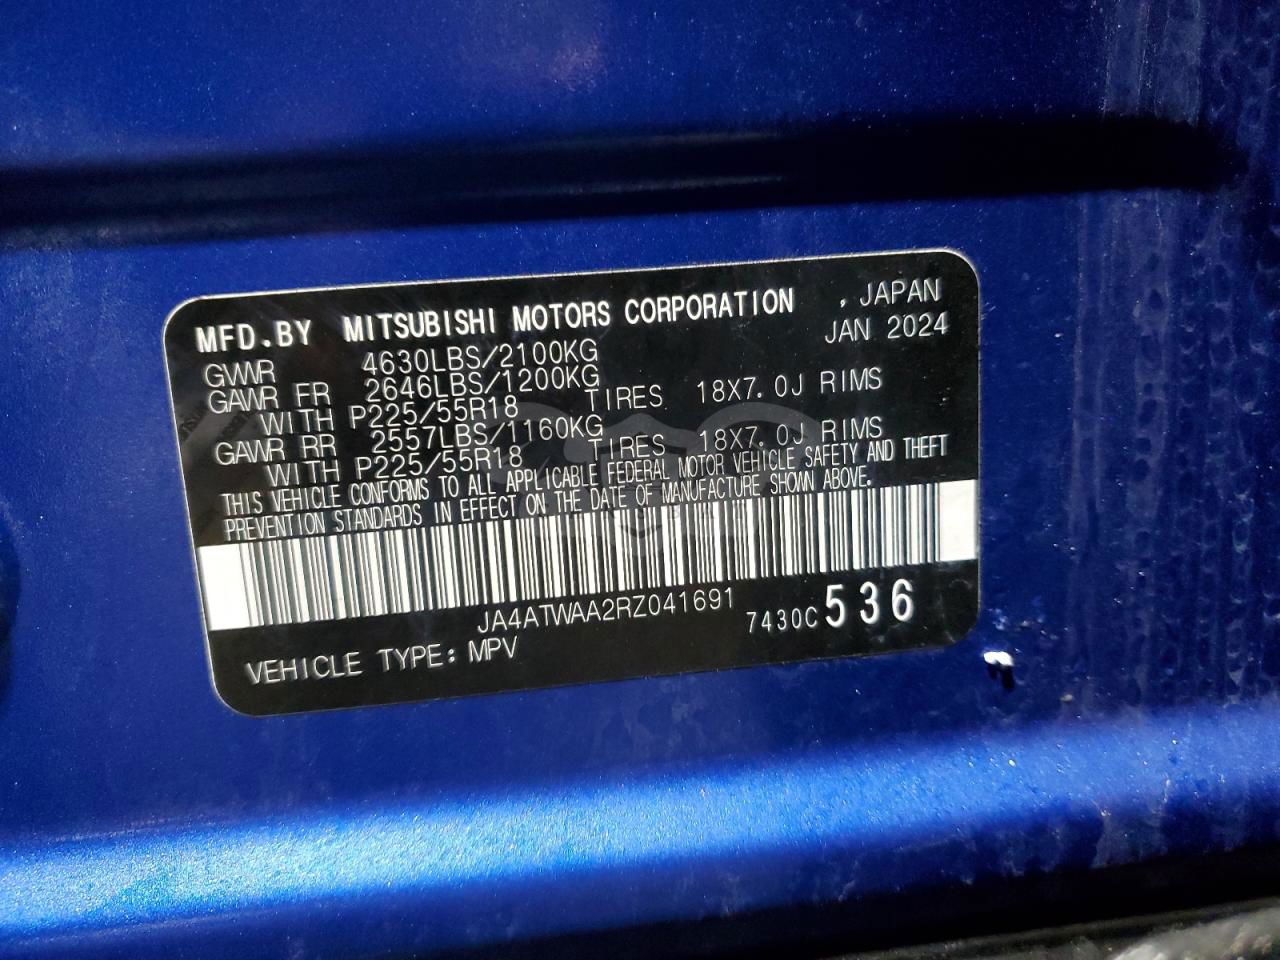 MFD.BY MITSUBISHI MOTORS CORPORATION , JAPAN
JAN 2024
GVWR 4630LBS/2100KG
GAWR FR 2646LBS/1200KG
WITH P225/55R18 TIRES 18X7.0J RIMS
GAWR RR 2557LBS/1160KG
WITH P225/55R18 TIRES 18X7.0J RIMS
THIS VEHICLE CONFORMS TO ALL APPLICABLE FEDERAL MOTOR VEHICLE SAFETY AND THEFT
PREVENTION STANDARDS IN EFFECT ON THE DATE OF MANUFACTURE SHOWN ABOVE.
JA4ATWAA2RZ041691
7430C536
VEHICLE TYPE: MPV